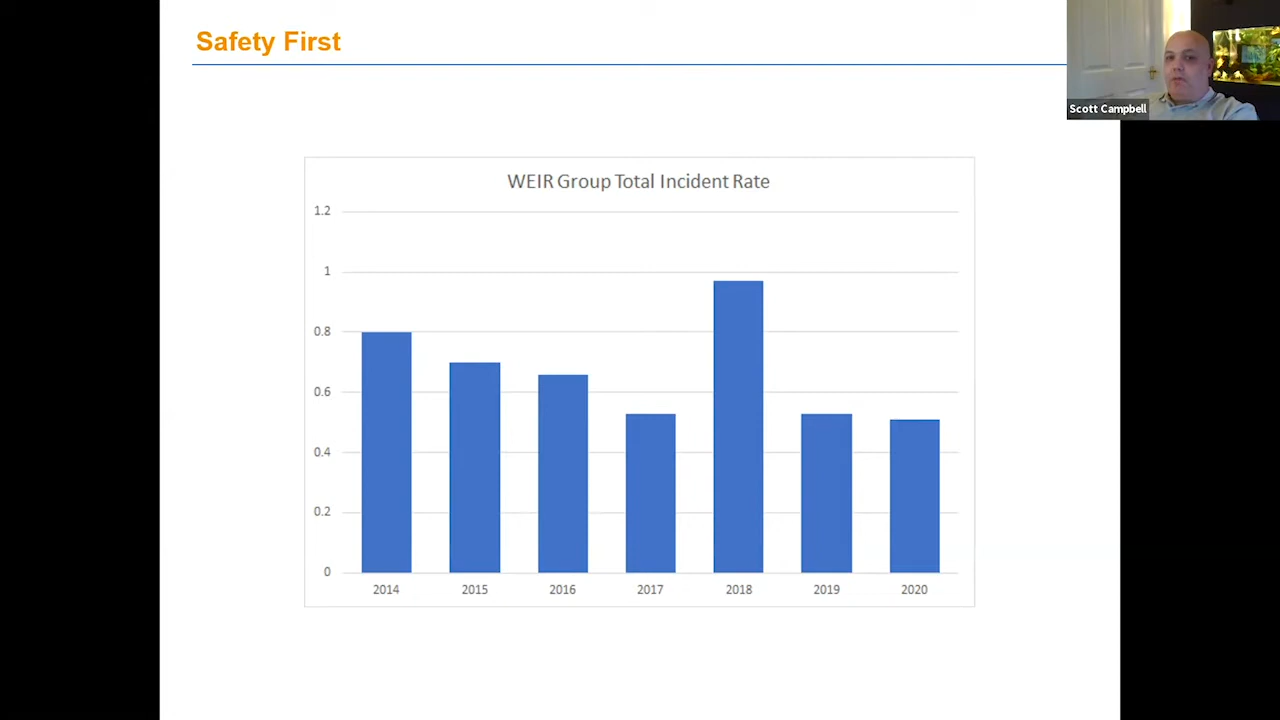 Safety First
Scott Campbell
WEIR Group Total Incident Rate
1.2
1
0.8
0.6
0.4
0.2
0
2014 2015 2016 2017 2018 2019 2020